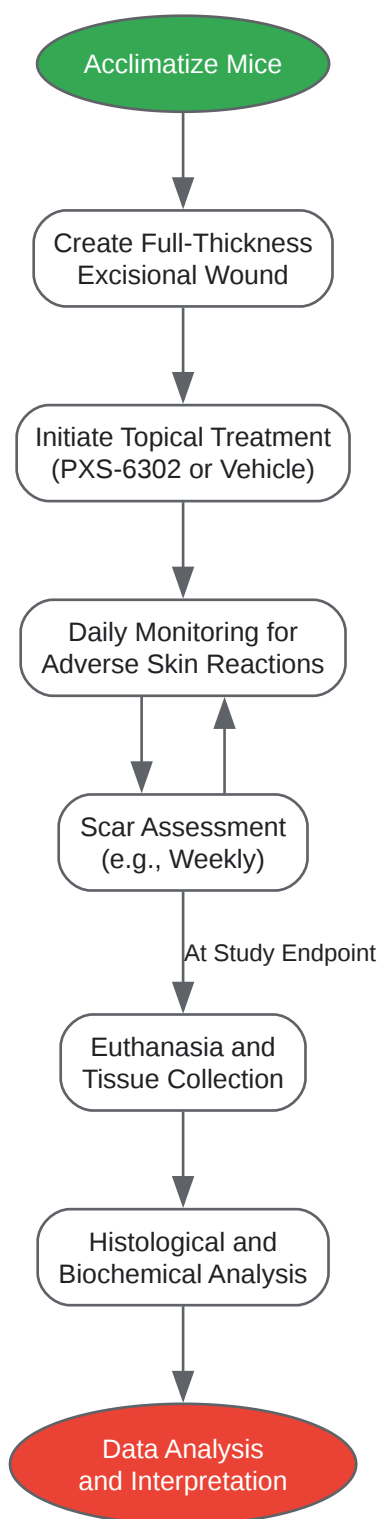 Acclimatize Mice
Create Full-Thickness
Excisional Wound
Initiate Topical Treatment
(PXS-6302 or Vehicle)
Daily Monitoring for
Adverse Skin Reactions
Scar Assessment
(e.g., Weekly)
At Study Endpoint
Euthanasia and
Tissue Collection
Histological and
Biochemical Analysis
Data Analysis
and Interpretation